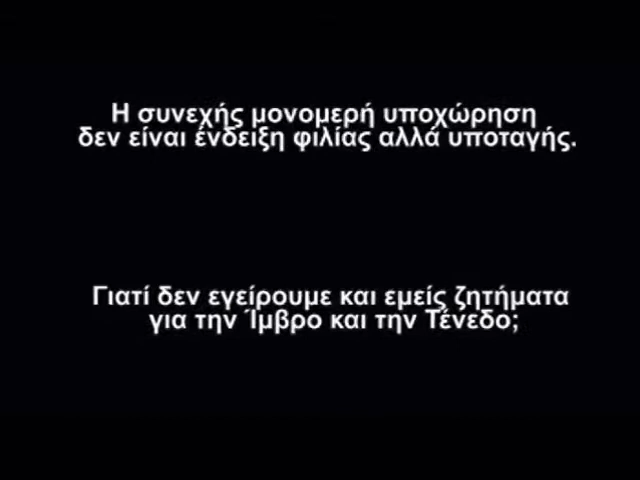 Η συνεχής μονομερή υποχώρηση
δεν είναι ένδειξη φιλίας αλλά υποταγής.
Γιατί δεν εγείρουμε και εμείς ζητήματα
για την Ίμβρο και την Τένεδο;